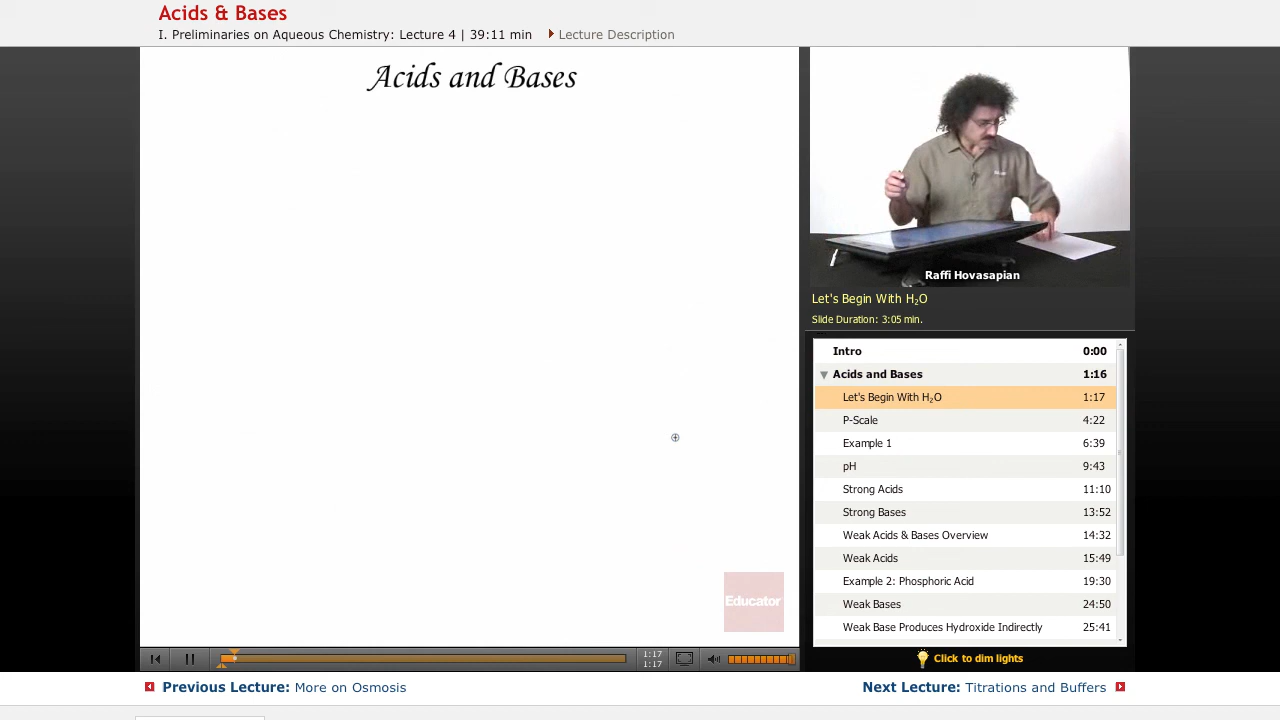 Acids & Bases
I. Preliminaries on Aqueous Chemistry: Lecture 4 | 39:11 min Lecture Description
Acids and Bases
Raffi Hovasapian
Let's Begin With H₂O
Slide Duration: 3:05 min.
Intro 0:00
Acids and Bases 1:16
Let's Begin With H₂O 1:17
P-Scale 4:22
Example 1 6:39
pH 9:43
Strong Acids 11:10
Strong Bases 13:52
Weak Acids & Bases Overview 14:32
Weak Acids 15:49
Example 2: Phosphoric Acid 19:30
Weak Bases 24:50
Weak Base Produces Hydroxide Indirectly 25:41
Educator
1:17
1:17
Click to dim lights
Previous Lecture: More on Osmosis
Next Lecture: Titrations and Buffers